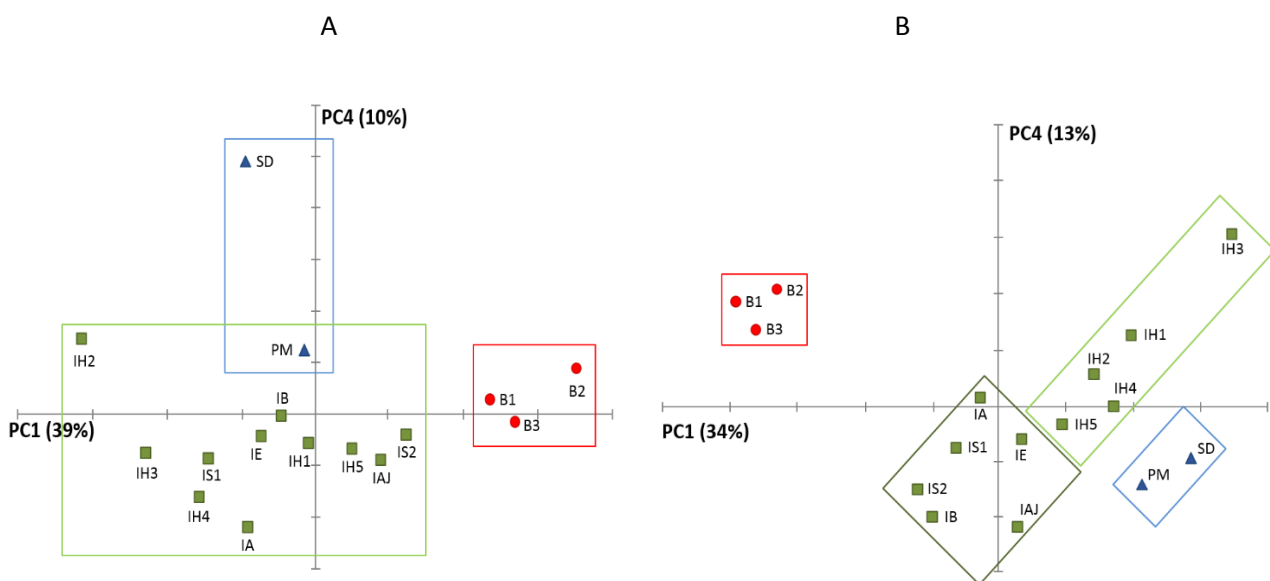 A
B
PC4 (10%)
SD
PM
IH2
IB
B2
B1
B3
PC1 (39%)
IE
IH1
IS2
IH5
IAJ
IH3
IS1
IH4
IA
PC4 (13%)
IH3
B2
B1
B3
IH1
IH2
IH4
IA
PC1 (34%)
IH5
IS1
IE
SD
PM
IS2
IB
IAJ